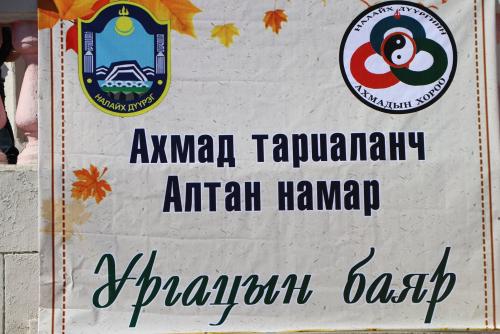 НАЛАЙХ ДҮҮРЭГ
НАЛАЙХ ДҮҮРГИЙН
АХМАДЫН ХОРОО
Ахмад тариаланч
Алтан намар
Ургацын баяр